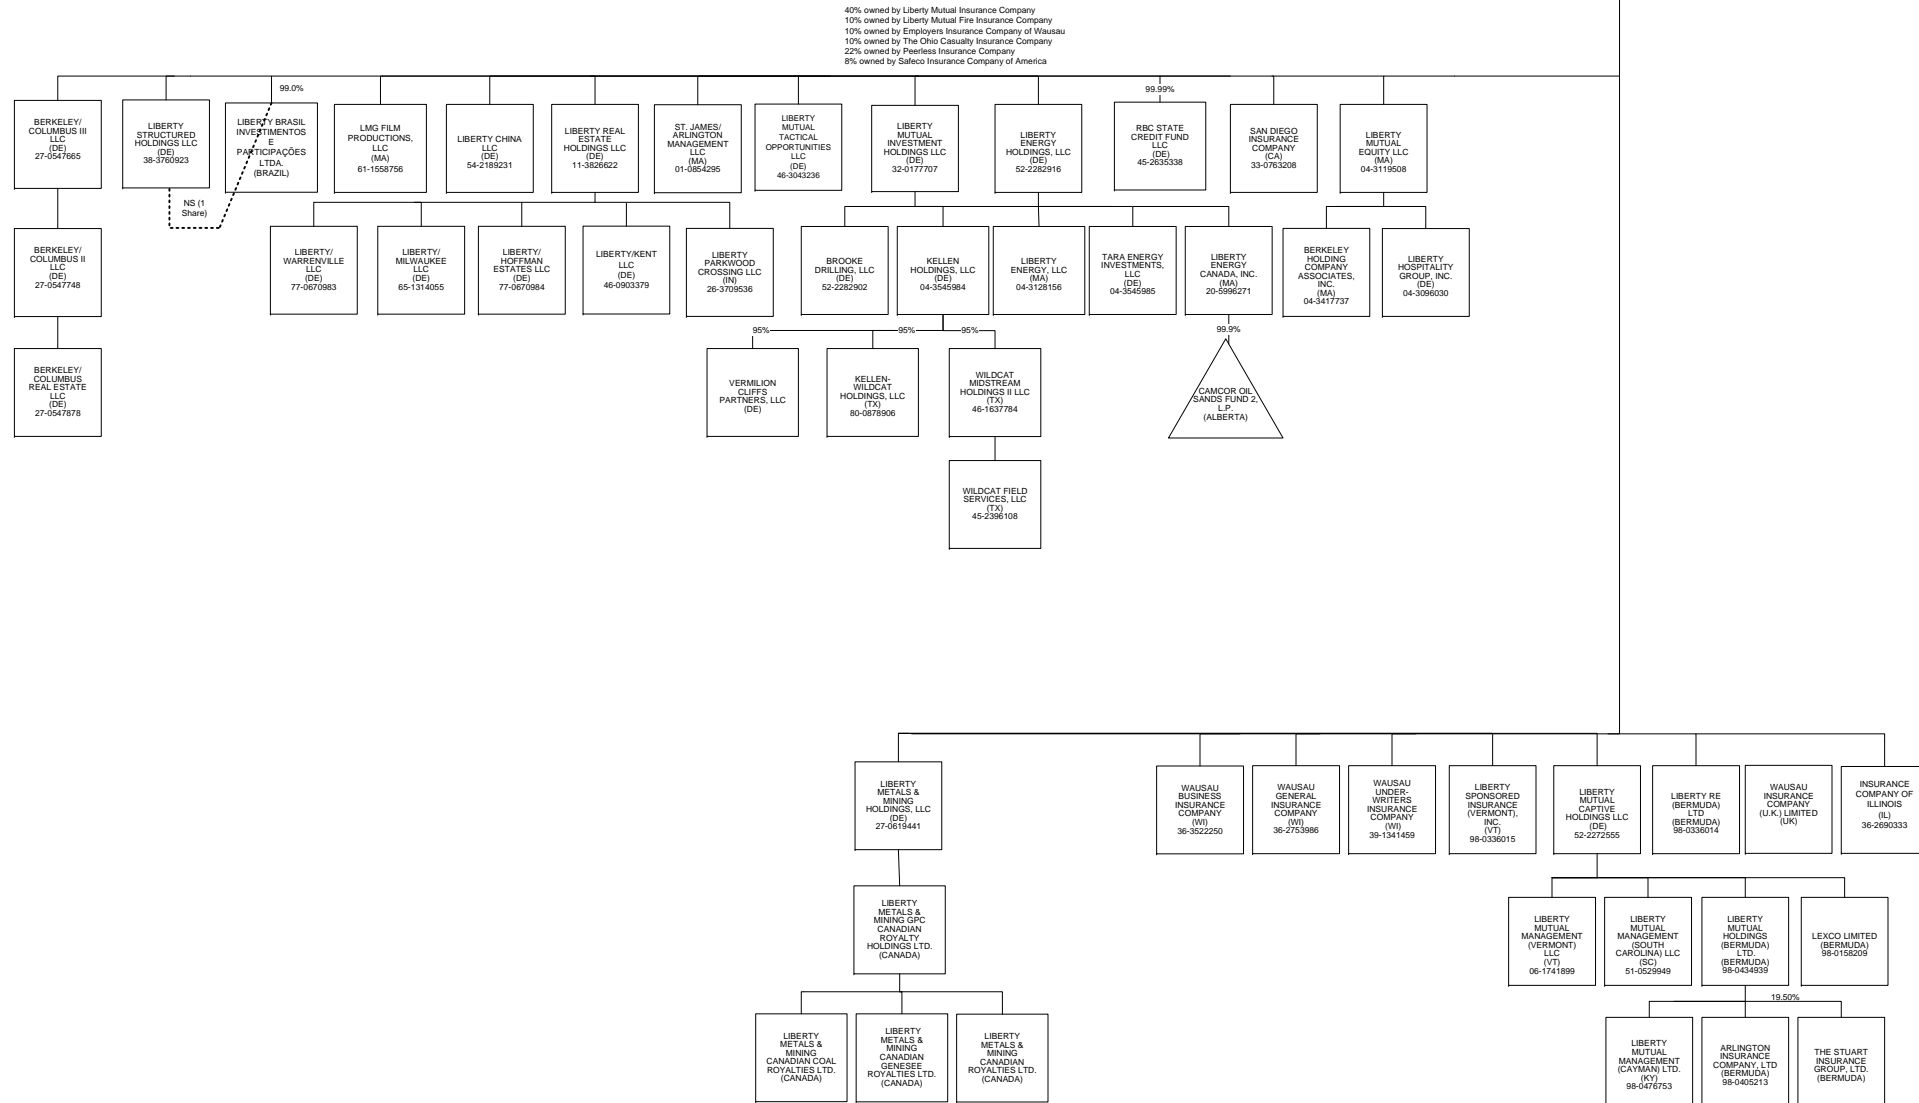 40% owned by Liberty Mutual Insurance Company
10% owned by Liberty Mutual Fire Insurance Company
10% owned by Employers Insurance Company of Wausau
10% owned by The Ohio Casualty Insurance Company
22% owned by Peerless Insurance Company
8% owned by Safeco Insurance Company of America
99.0%
99.99%
BERKELEY/
COLUMBUS III
LLC
(DE)
27-0547665
LIBERTY
STRUCTURED
HOLDINGS LLC
(DE)
38-3760923
LIBERTY BRASIL
INVESTIMENTOS
E
PARTICIPAÇÕES
LTDA.
(BRAZIL)
LMG FILM
PRODUCTIONS,
LLC
(MA)
61-1558756
LIBERTY CHINA
LLC
(DE)
54-2189231
LIBERTY REAL
ESTATE
HOLDINGS LLC
(DE)
11-3826622
ST. JAMES/
ARLINGTON
MANAGEMENT
LLC
(MA)
01-0854295
LIBERTY
MUTUAL
TACTICAL
OPPORTUNITIES
LLC
(DE)
46-3043236
LIBERTY
MUTUAL
INVESTMENT
HOLDINGS LLC
(DE)
32-0177707
LIBERTY
ENERGY
HOLDINGS, LLC
(DE)
52-2282916
RBC STATE
CREDIT FUND
LLC
(DE)
45-2635338
SAN DIEGO
INSURANCE
COMPANY
(CA)
33-0763208
LIBERTY
MUTUAL
EQUITY LLC
(MA)
04-3119508
NS (1
Share)
BERKELEY/
COLUMBUS II
LLC
(DE)
27-0547748
LIBERTY/
WARRENVILLE
LLC
(DE)
77-0670983
LIBERTY/
MILWAUKEE
LLC
(DE)
65-1314055
LIBERTY/
HOFFMAN
ESTATES LLC
(DE)
77-0670984
LIBERTY/KENT
LLC
(DE)
46-0903379
LIBERTY
PARKWOOD
CROSSING LLC
(IN)
26-3709536
BROOKE
DRILLING, LLC
(DE)
52-2282902
KELLEN
HOLDINGS, LLC
(DE)
04-3545984
LIBERTY
ENERGY, LLC
(MA)
04-3128156
TARA ENERGY
INVESTMENTS,
LLC
(DE)
04-3545985
LIBERTY
ENERGY
CANADA, INC.
(MA)
20-5996271
BERKELEY
HOLDING
COMPANY
ASSOCIATES,
INC.
(MA)
04-3417737
LIBERTY
HOSPITALITY
GROUP, INC.
(DE)
04-3096030
95%
95%
95%
99.9%
BERKELEY/
COLUMBUS
REAL ESTATE
LLC
(DE)
27-0547878
VERMILION
CLIFFS
PARTNERS, LLC
(DE)
KELLEN-
WILDCAT
HOLDINGS, LLC
(TX)
80-0878906
WILDCAT
MIDSTREAM
HOLDINGS II LLC
(TX)
46-1637784
CAMCOR OIL
SANDS FUND 2,
L.P.
(ALBERTA)
WILDCAT FIELD
SERVICES, LLC
(TX)
45-2396108
LIBERTY
METALS &
MINING
HOLDINGS, LLC
(DE)
27-0619441
WAUSAU
BUSINESS
INSURANCE
COMPANY
(WI)
36-3522250
WAUSAU
GENERAL
INSURANCE
COMPANY
(WI)
36-2753986
WAUSAU
UNDER-
WRITERS
INSURANCE
COMPANY
(WI)
39-1341459
LIBERTY
SPONSORED
INSURANCE
(VERMONT),
INC.
(VT)
98-0336015
LIBERTY
MUTUAL
CAPTIVE
HOLDINGS LLC
(DE)
52-2272555
LIBERTY RE
(BERMUDA)
LTD
(BERMUDA)
98-0336014
WAUSAU
INSURANCE
COMPANY
(U.K.) LIMITED
(UK)
INSURANCE
COMPANY OF
ILLINOIS
(IL)
36-2690333
LIBERTY
METALS &
MINING GPC
CANADIAN
ROYALTY
HOLDINGS LTD.
(CANADA)
LIBERTY
MUTUAL
MANAGEMENT
(VERMONT)
LLC
(VT)
06-1741899
LIBERTY
MUTUAL
MANAGEMENT
(SOUTH
CAROLINA) LLC
(SC)
51-0529949
LIBERTY
MUTUAL
HOLDINGS
(BERMUDA)
LTD.
(BERMUDA)
98-0434939
LEXCO LIMITED
(BERMUDA)
98-0158209
19.50%
LIBERTY
METALS &
MINING
CANADIAN COAL
ROYALTIES LTD.
(CANADA)
LIBERTY
METALS &
MINING
CANADIAN
GENESEE
ROYALTIES LTD.
(CANADA)
LIBERTY
METALS &
MINING
CANADIAN
ROYALTIES LTD.
(CANADA)
LIBERTY
MUTUAL
MANAGEMENT
(CAYMAN) LTD.
(KY)
98-0476753
ARLINGTON
INSURANCE
COMPANY, LTD
(BERMUDA)
98-0405213
THE STUART
INSURANCE
GROUP, LTD.
(BERMUDA)